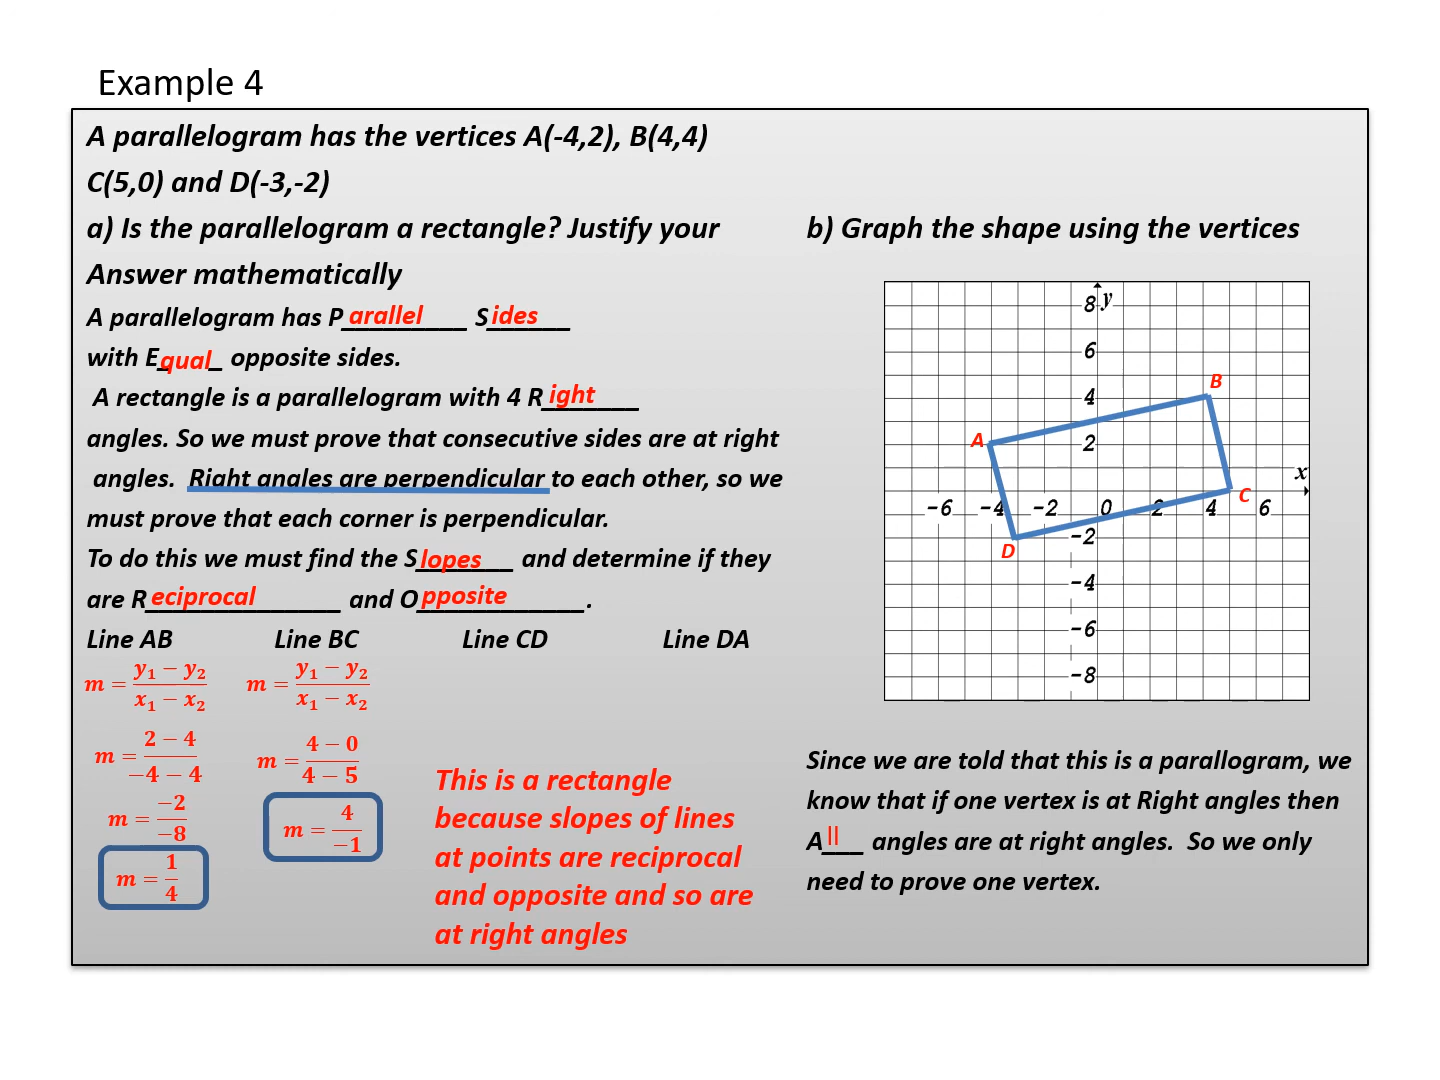 Example 4
A parallelogram has the vertices A(-4,2), B(4,4)
C(5,0) and D(-3,-2)
a) Is the parallelogram a rectangle? Justify your
Answer mathematically
A parallelogram has Parallel Sides
with Equal opposite sides.
A rectangle is a parallelogram with 4 Right
angles. So we must prove that consecutive sides are at right
angles. Right angles are perpendicular to each other, so we
must prove that each corner is perpendicular.
To do this we must find the Slopes and determine if they
are Reciprocal and Opposite.
Line AB Line BC Line CD Line DA
m = (y₁ − y₂)/(x₁ − x₂) m = (y₁ − y₂)/(x₁ − x₂)
m = (2 − 4)/(−4 − 4) m = (4 − 0)/(4 − 5)
m = −2/−8 m = 4/−1
m = 1/4
This is a rectangle
because slopes of lines
at points are reciprocal
and opposite and so are
at right angles
b) Graph the shape using the vertices
y
8
6
4
2
x
-6 -4 -2 0 2 4 6
-2
-4
-6
-8
A
B
C
D
Since we are told that this is a parallogram, we
know that if one vertex is at Right angles then
All angles are at right angles. So we only
need to prove one vertex.